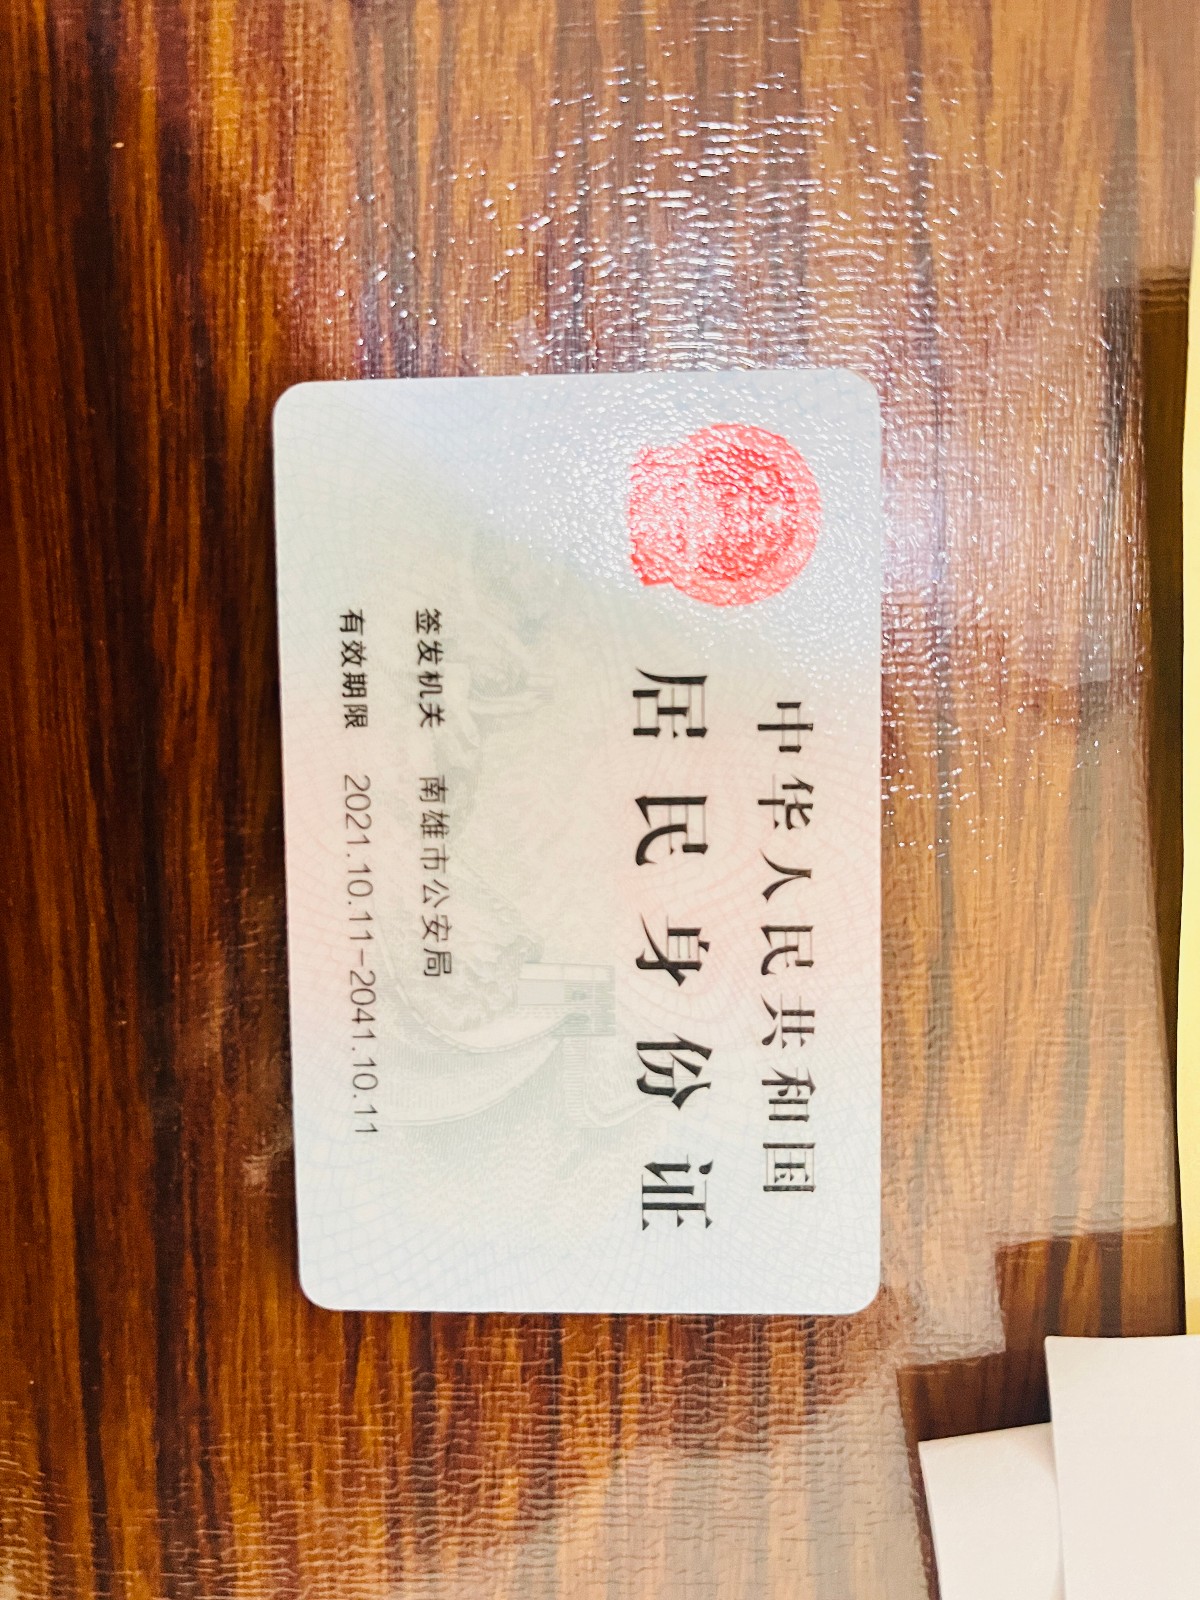 中华人民共和国
居民身份证
签发机关 南雄市公安局
有效期限 2021.10.11-2041.10.11